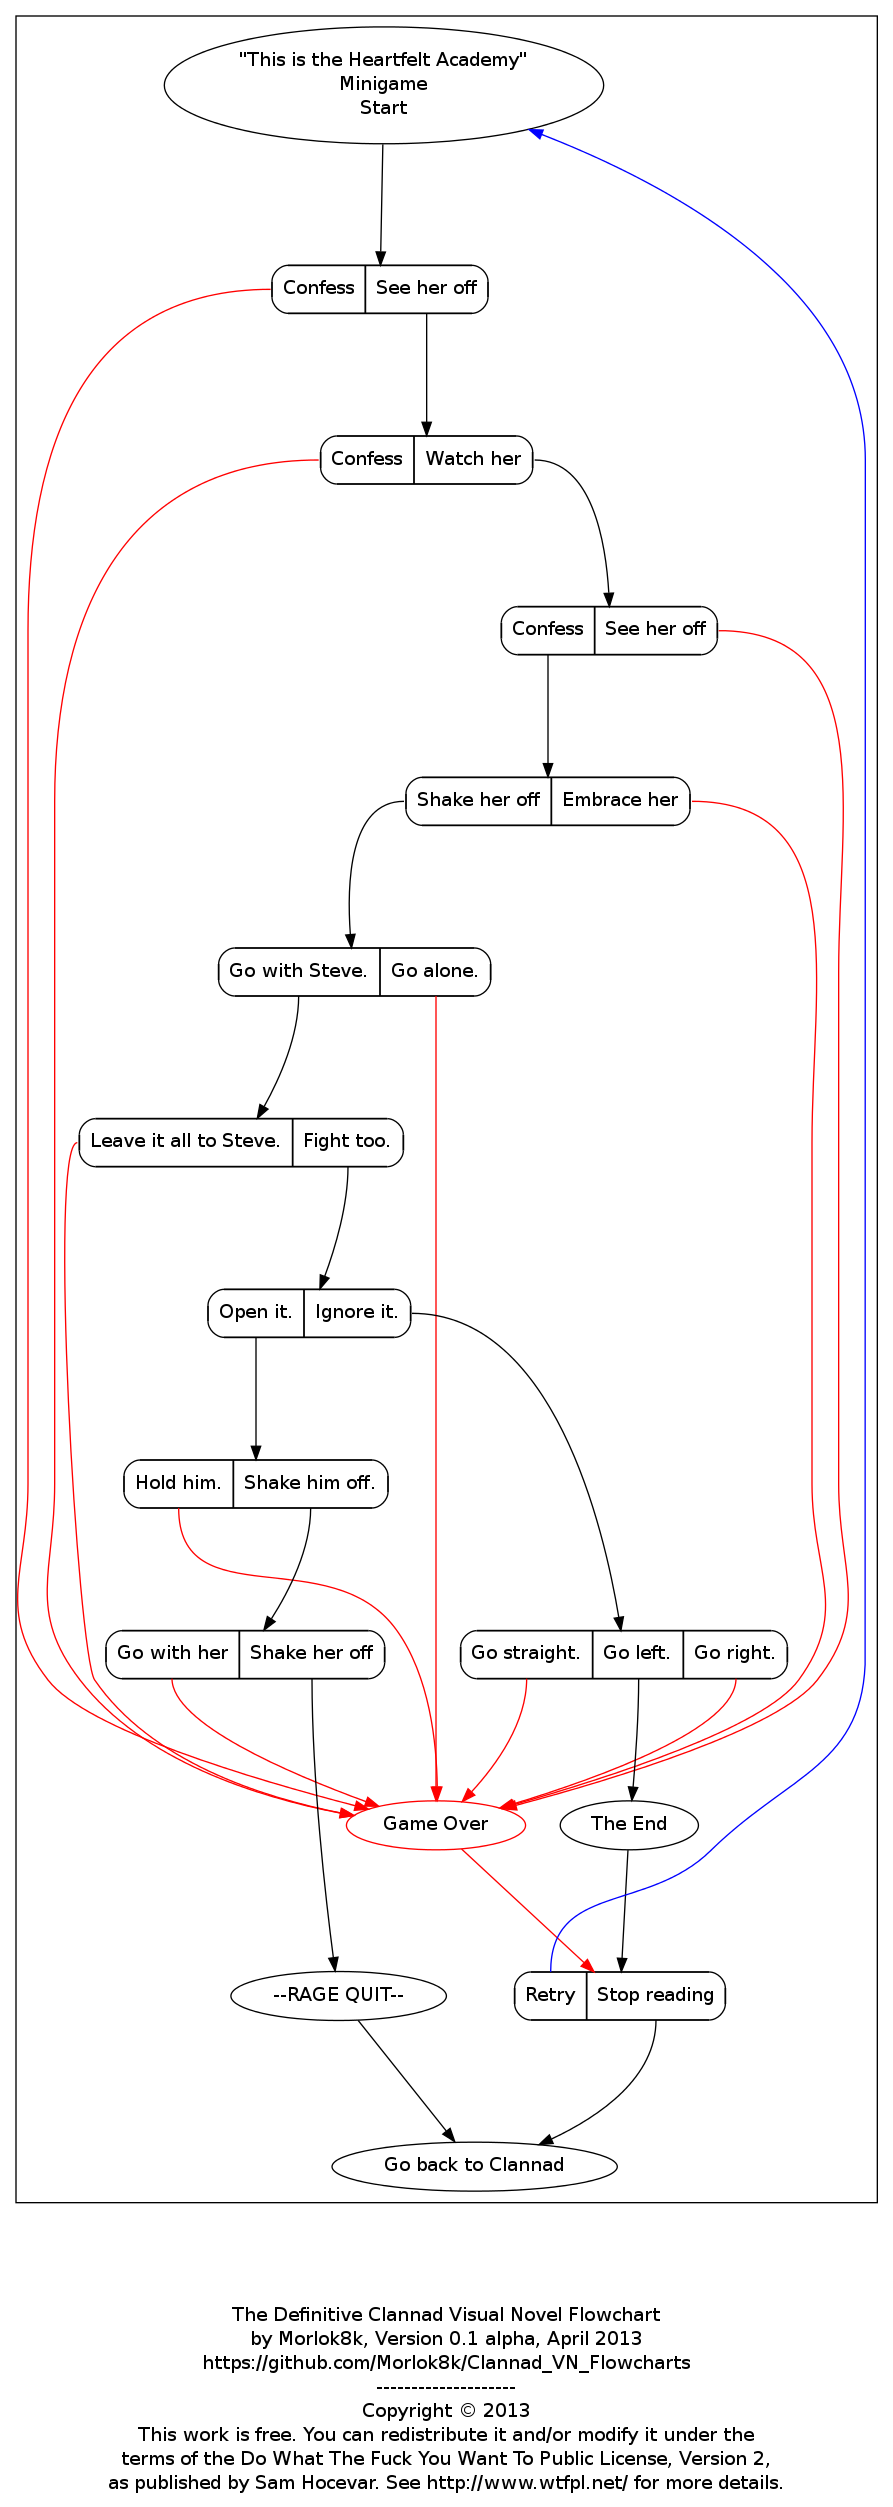 "This is the Heartfelt Academy"
Minigame
Start
Confess
See her off
Confess
Watch her
Confess
See her off
Shake her off
Embrace her
Go with Steve.
Go alone.
Leave it all to Steve.
Fight too.
Open it.
Ignore it.
Hold him.
Shake him off.
Go with her
Shake her off
Go straight.
Go left.
Go right.
Game Over
The End
--RAGE QUIT--
Retry
Stop reading
Go back to Clannad
The Definitive Clannad Visual Novel Flowchart
by Morlok8k, Version 0.1 alpha, April 2013
https://github.com/Morlok8k/Clannad_VN_Flowcharts
--------------------
Copyright © 2013
This work is free. You can redistribute it and/or modify it under the
terms of the Do What The Fuck You Want To Public License, Version 2,
as published by Sam Hocevar. See http://www.wtfpl.net/ for more details.